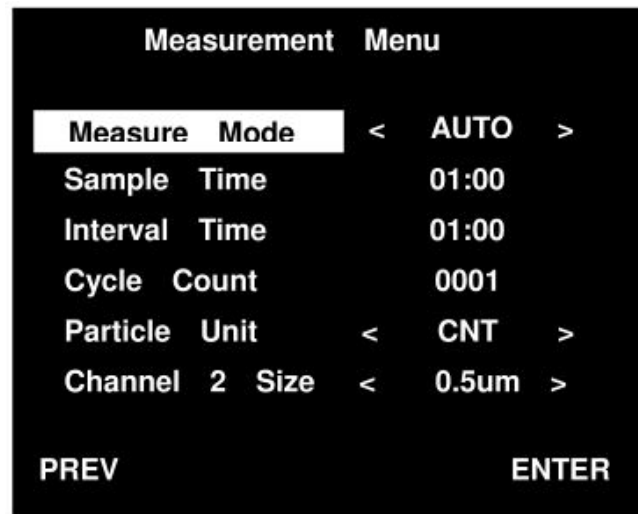 Measurement Menu
Measure Mode < AUTO >
Sample Time 01:00
Interval Time 01:00
Cycle Count 0001
Particle Unit < CNT >
Channel 2 Size < 0.5um >
PREV ENTER